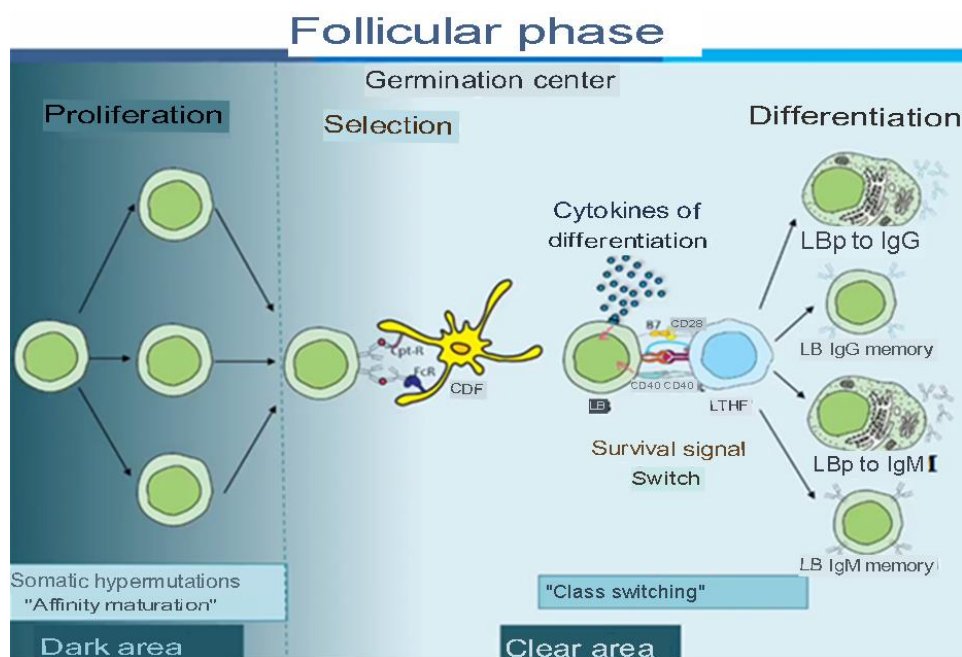 Follicular phase
Germination center
Proliferation
Selection
Differentiation
Cytokines of
differentiation
LBp to IgG
Cpt-R
FcR
CDF
B7
CD28
CD40 CD40
LB
LTHF
LB IgG memory
Survival signal
Switch
LBp to IgM
LB IgM memory
Somatic hypermutations
"Affinity maturation"
"Class switching"
Dark area
Clear area